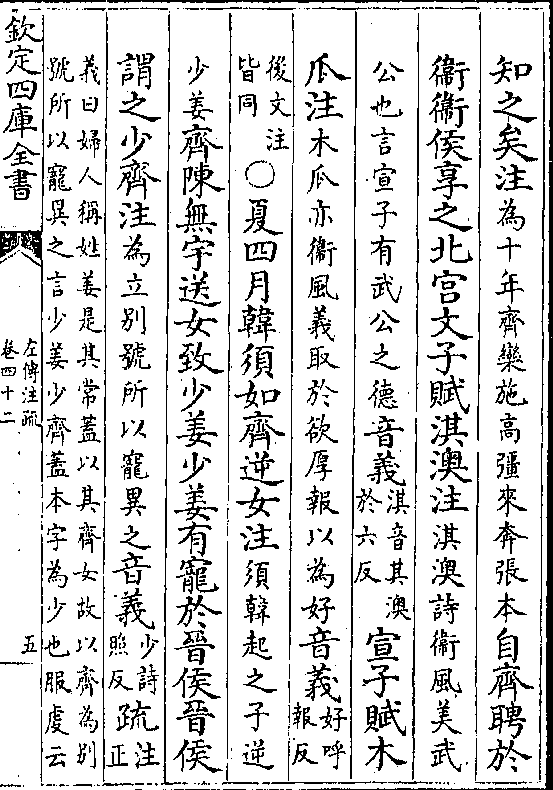 知之矣注為十年齊欒施高彊來奔張本自齊聘於
衞衞侯享之北宫文子賦淇澳注淇澳詩衞風美武
公也言宣子有武公之德音義淇音其澳於六反宣子賦木
瓜注木瓜亦衞風義取於欲厚報以為好音義好呼報反
後文注皆同○夏四月韓須如齊逆女注須韓起之子逆
少姜齊陳無宇送女致少姜少姜有寵於晉侯晉侯
謂之少齊注為立别號所以寵異之音義少詩照反疏注正
義曰婦人稱姓姜是其常蓋以其齊女故以齊為别
號所以寵異之言少姜少齊蓋本字為少也服虔云
欽定四庫全書
左傳注疏
卷四十二
五